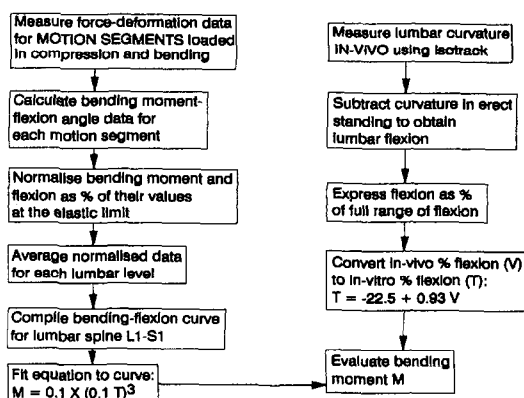 Measure force-deformation data
for MOTION SEGMENTS loaded
in compression and bending
Calculate bending moment-
flexion angle data for
each motion segment
Normalise bending moment and
flexion as % of their values
at the elastic limit
Average normalised data
for each lumbar level
Compile bending-flexion curve
for lumbar spine L1-S1
Fit equation to curve:
M = 0.1 X (0.1 T)3
Measure lumbar curvature
IN-VIVO using Isotrack
Subtract curvature in erect
standing to obtain
lumbar flexion
Express flexion as %
of full range of flexion
Convert in-vivo % flexion (V)
to in-vitro % flexion (T):
T = -22.5 + 0.93 V
Evaluate bending
moment M